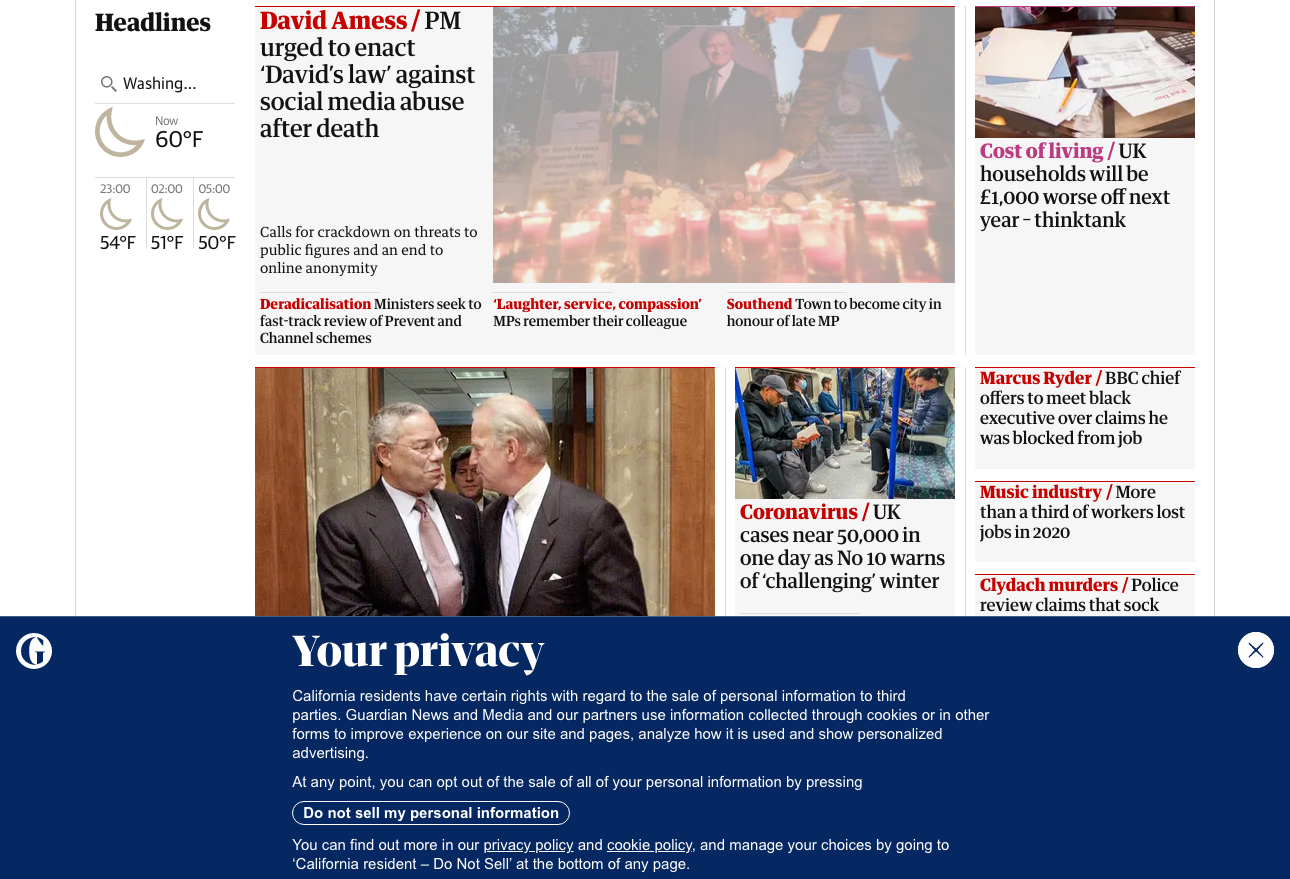 Headlines
Washing...
Now
60°F
23:00
02:00
05:00
54°F
51°F
50°F
David Amess / PM
urged to enact
‘David’s law’ against
social media abuse
after death
Calls for crackdown on threats to
public figures and an end to
online anonymity
Deradicalisation Ministers seek to
fast-track review of Prevent and
Channel schemes
‘Laughter, service, compassion’
MPs remember their colleague
Southend Town to become city in
honour of late MP
Cost of living / UK
households will be
£1,000 worse off next
year – thinktank
Coronavirus / UK
cases near 50,000 in
one day as No 10 warns
of ‘challenging’ winter
Marcus Ryder / BBC chief
offers to meet black
executive over claims he
was blocked from job
Music industry / More
than a third of workers lost
jobs in 2020
Clydach murders / Police
review claims that sock
G
Your privacy
California residents have certain rights with regard to the sale of personal information to third
parties. Guardian News and Media and our partners use information collected through cookies or in other
forms to improve experience on our site and pages, analyze how it is used and show personalized
advertising.
At any point, you can opt out of the sale of all of your personal information by pressing
Do not sell my personal information
You can find out more in our privacy policy and cookie policy, and manage your choices by going to
‘California resident – Do Not Sell’ at the bottom of any page.